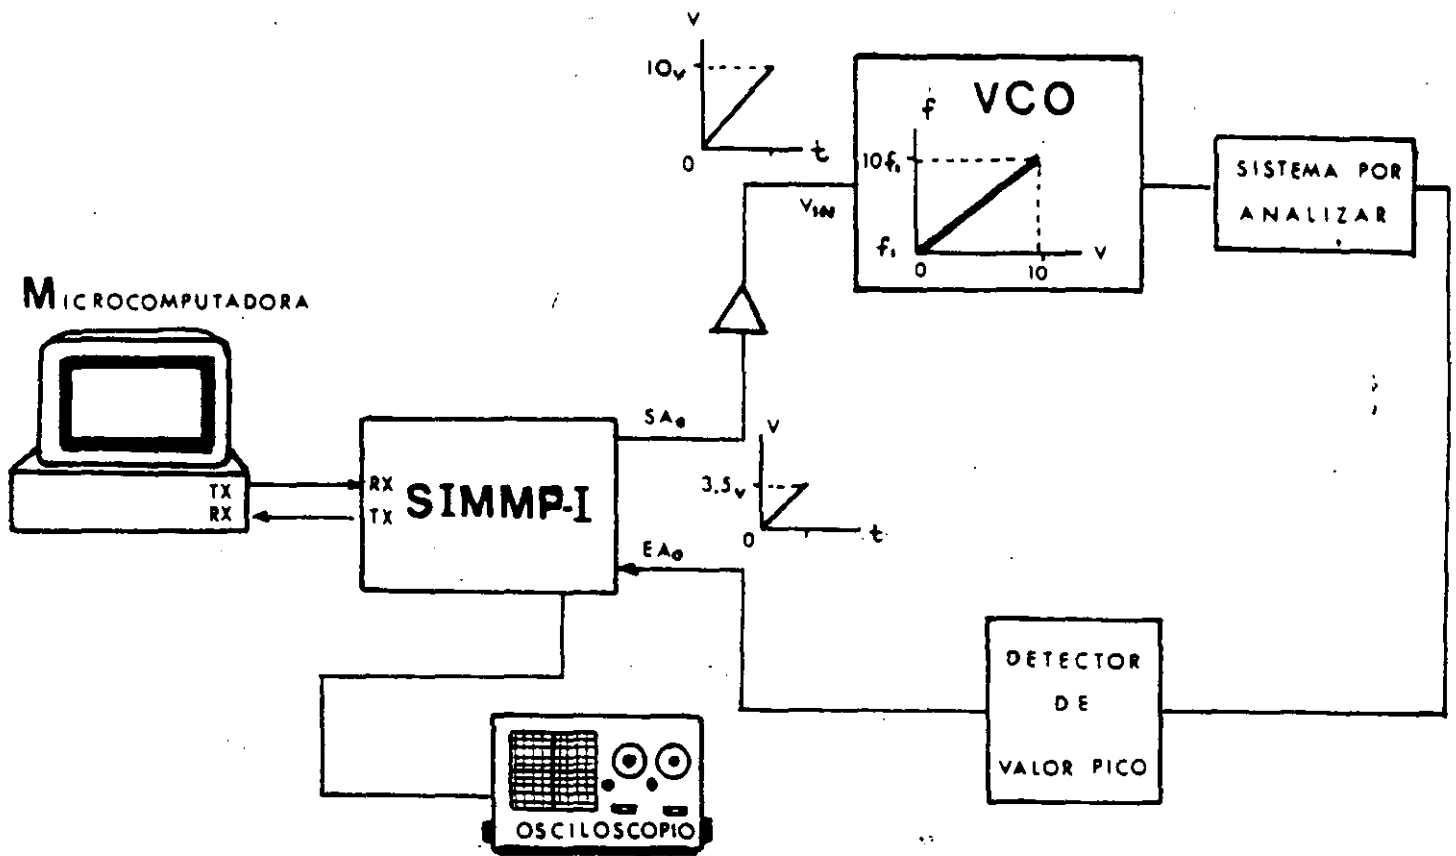 V
10v
0
t
VCO
f
10f₁
f₁
0
10
V
VIN
SISTEMA POR
ANALIZAR
MICROCOMPUTADORA
TX
RX
RX
TX
SIMMP-I
SA₀
EA₀
V
3.5v
0
t
DETECTOR
DE
VALOR PICO
OSCILOSCOPIO